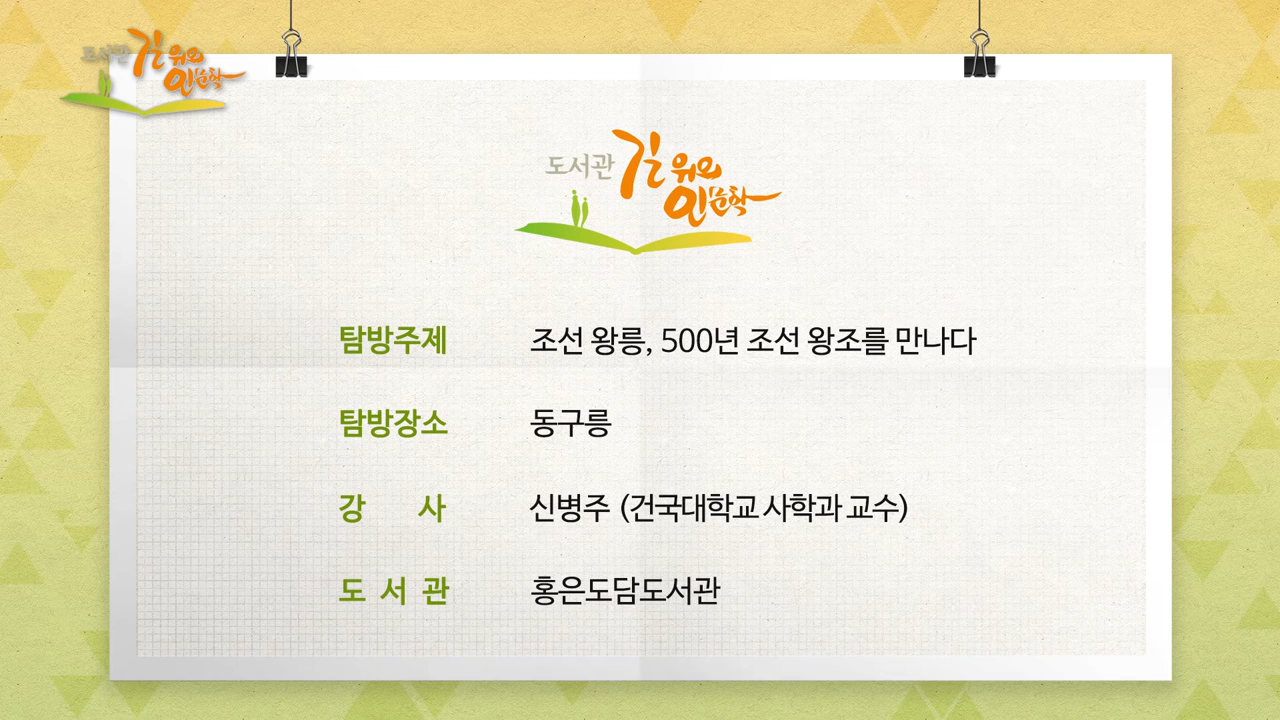 도서관 길 위의
인문학
도서관 길 위의
인문학
탐방주제 조선 왕릉, 500년 조선 왕조를 만나다
탐방장소 동구릉
강 사 신병주 (건국대학교 사학과 교수)
도 서 관 홍은도담도서관